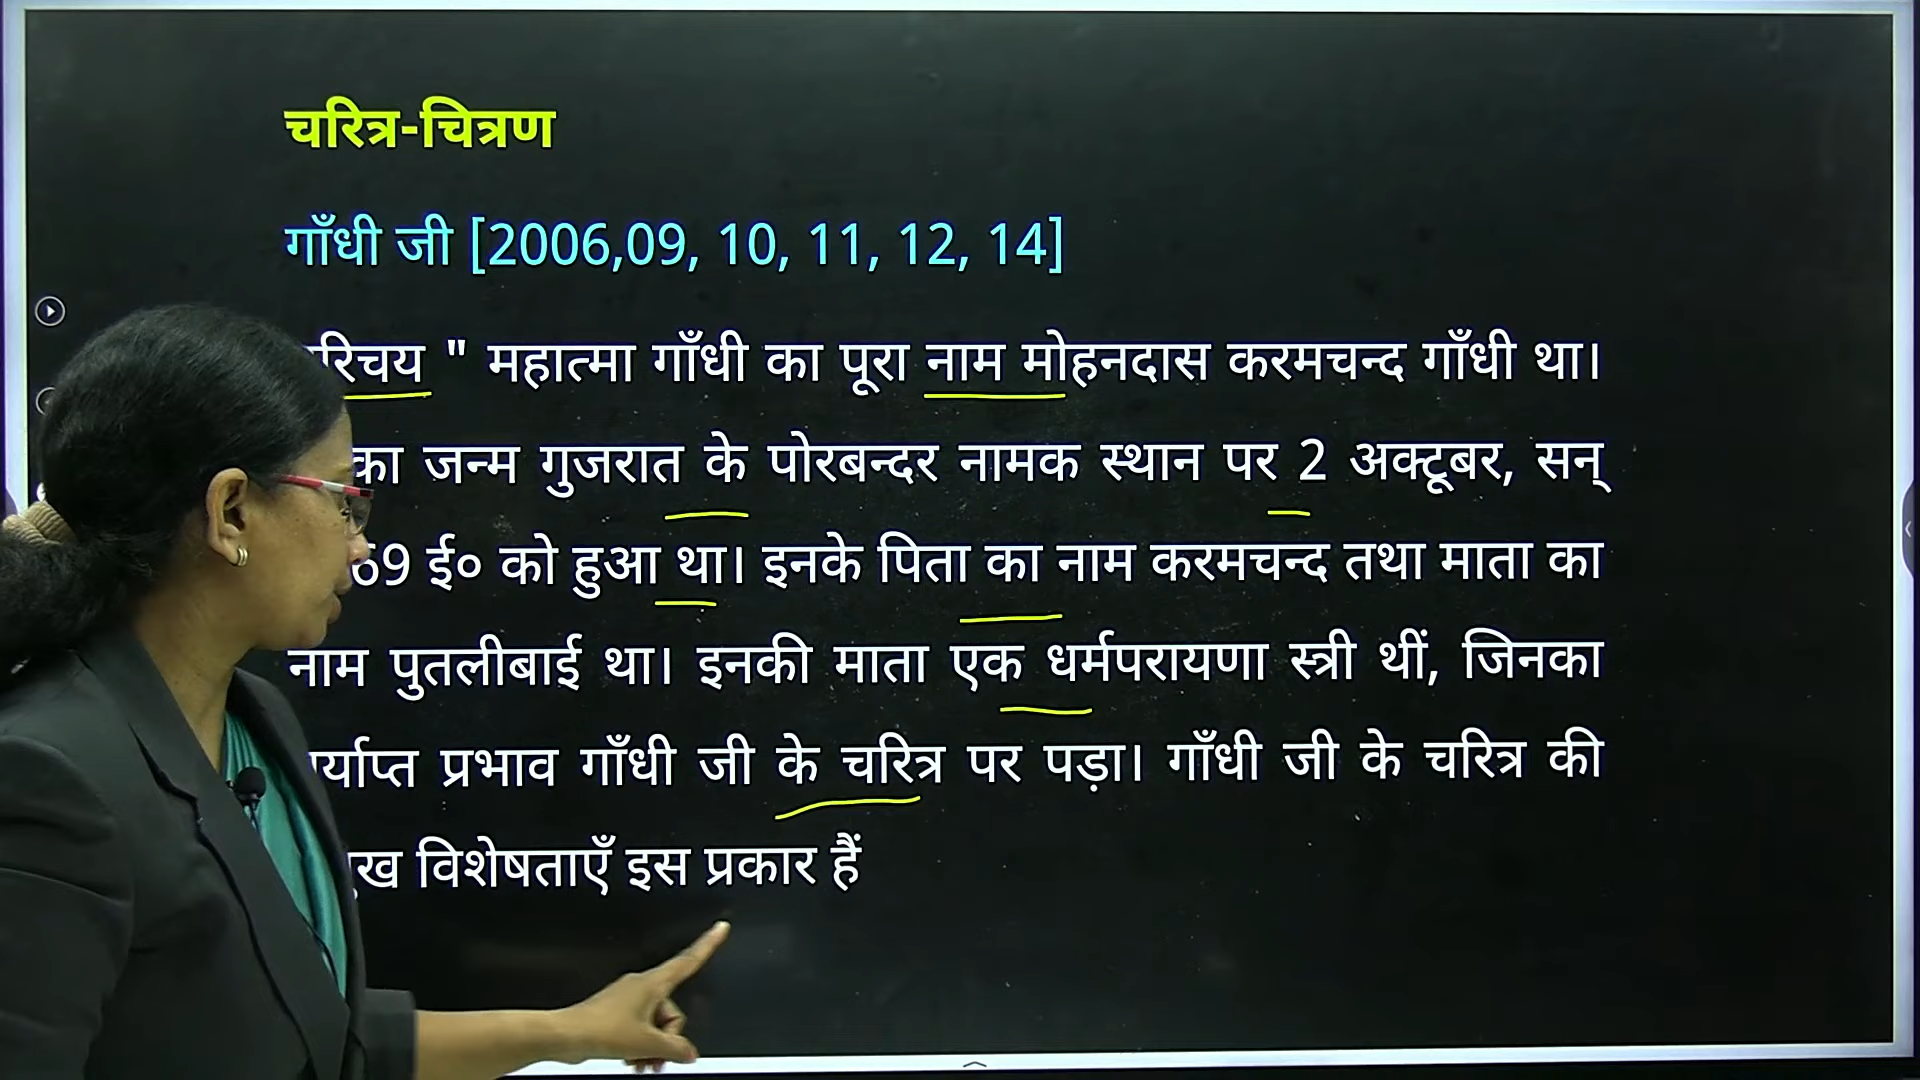 चरित्र-चित्रण
गाँधी जी [2006,09, 10, 11, 12, 14]
" महात्मा गाँधी का पूरा नाम मोहनदास करमचन्द गाँधी था।
जन्म गुजरात के पोरबन्दर नामक स्थान पर 2 अक्टूबर, सन्
ई० को हुआ था। इनके पिता का नाम करमचन्द तथा माता का
नाम पुतलीबाई था। इनकी माता एक धर्मपरायणा स्त्री थीं, जिनका
प्रभाव गाँधी जी के चरित्र पर पड़ा। गाँधी जी के चरित्र की
विशेषताएँ इस प्रकार हैं